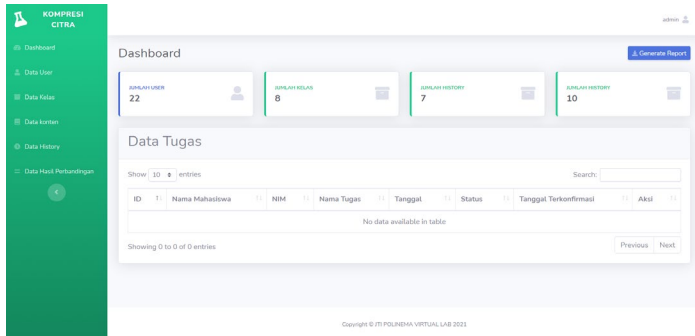 KOMPRESI
CITRA
admin
Dashboard
Data User
Data Kelas
Data konten
Data History
Data Hasil Perbandingan
Dashboard
Generate Report
JUMLAH USER
22
JUMLAH KELAS
8
JUMLAH HISTORY
7
JUMLAH HISTORY
10
Data Tugas
Show 10 entries
Search:
ID Nama Mahasiswa NIM Nama Tugas Tanggal Status Tanggal Terkonfirmasi Aksi
No data available in table
Showing 0 to 0 of 0 entries
Previous Next
Copyright © JTI POLINEMA VIRTUAL LAB 2021